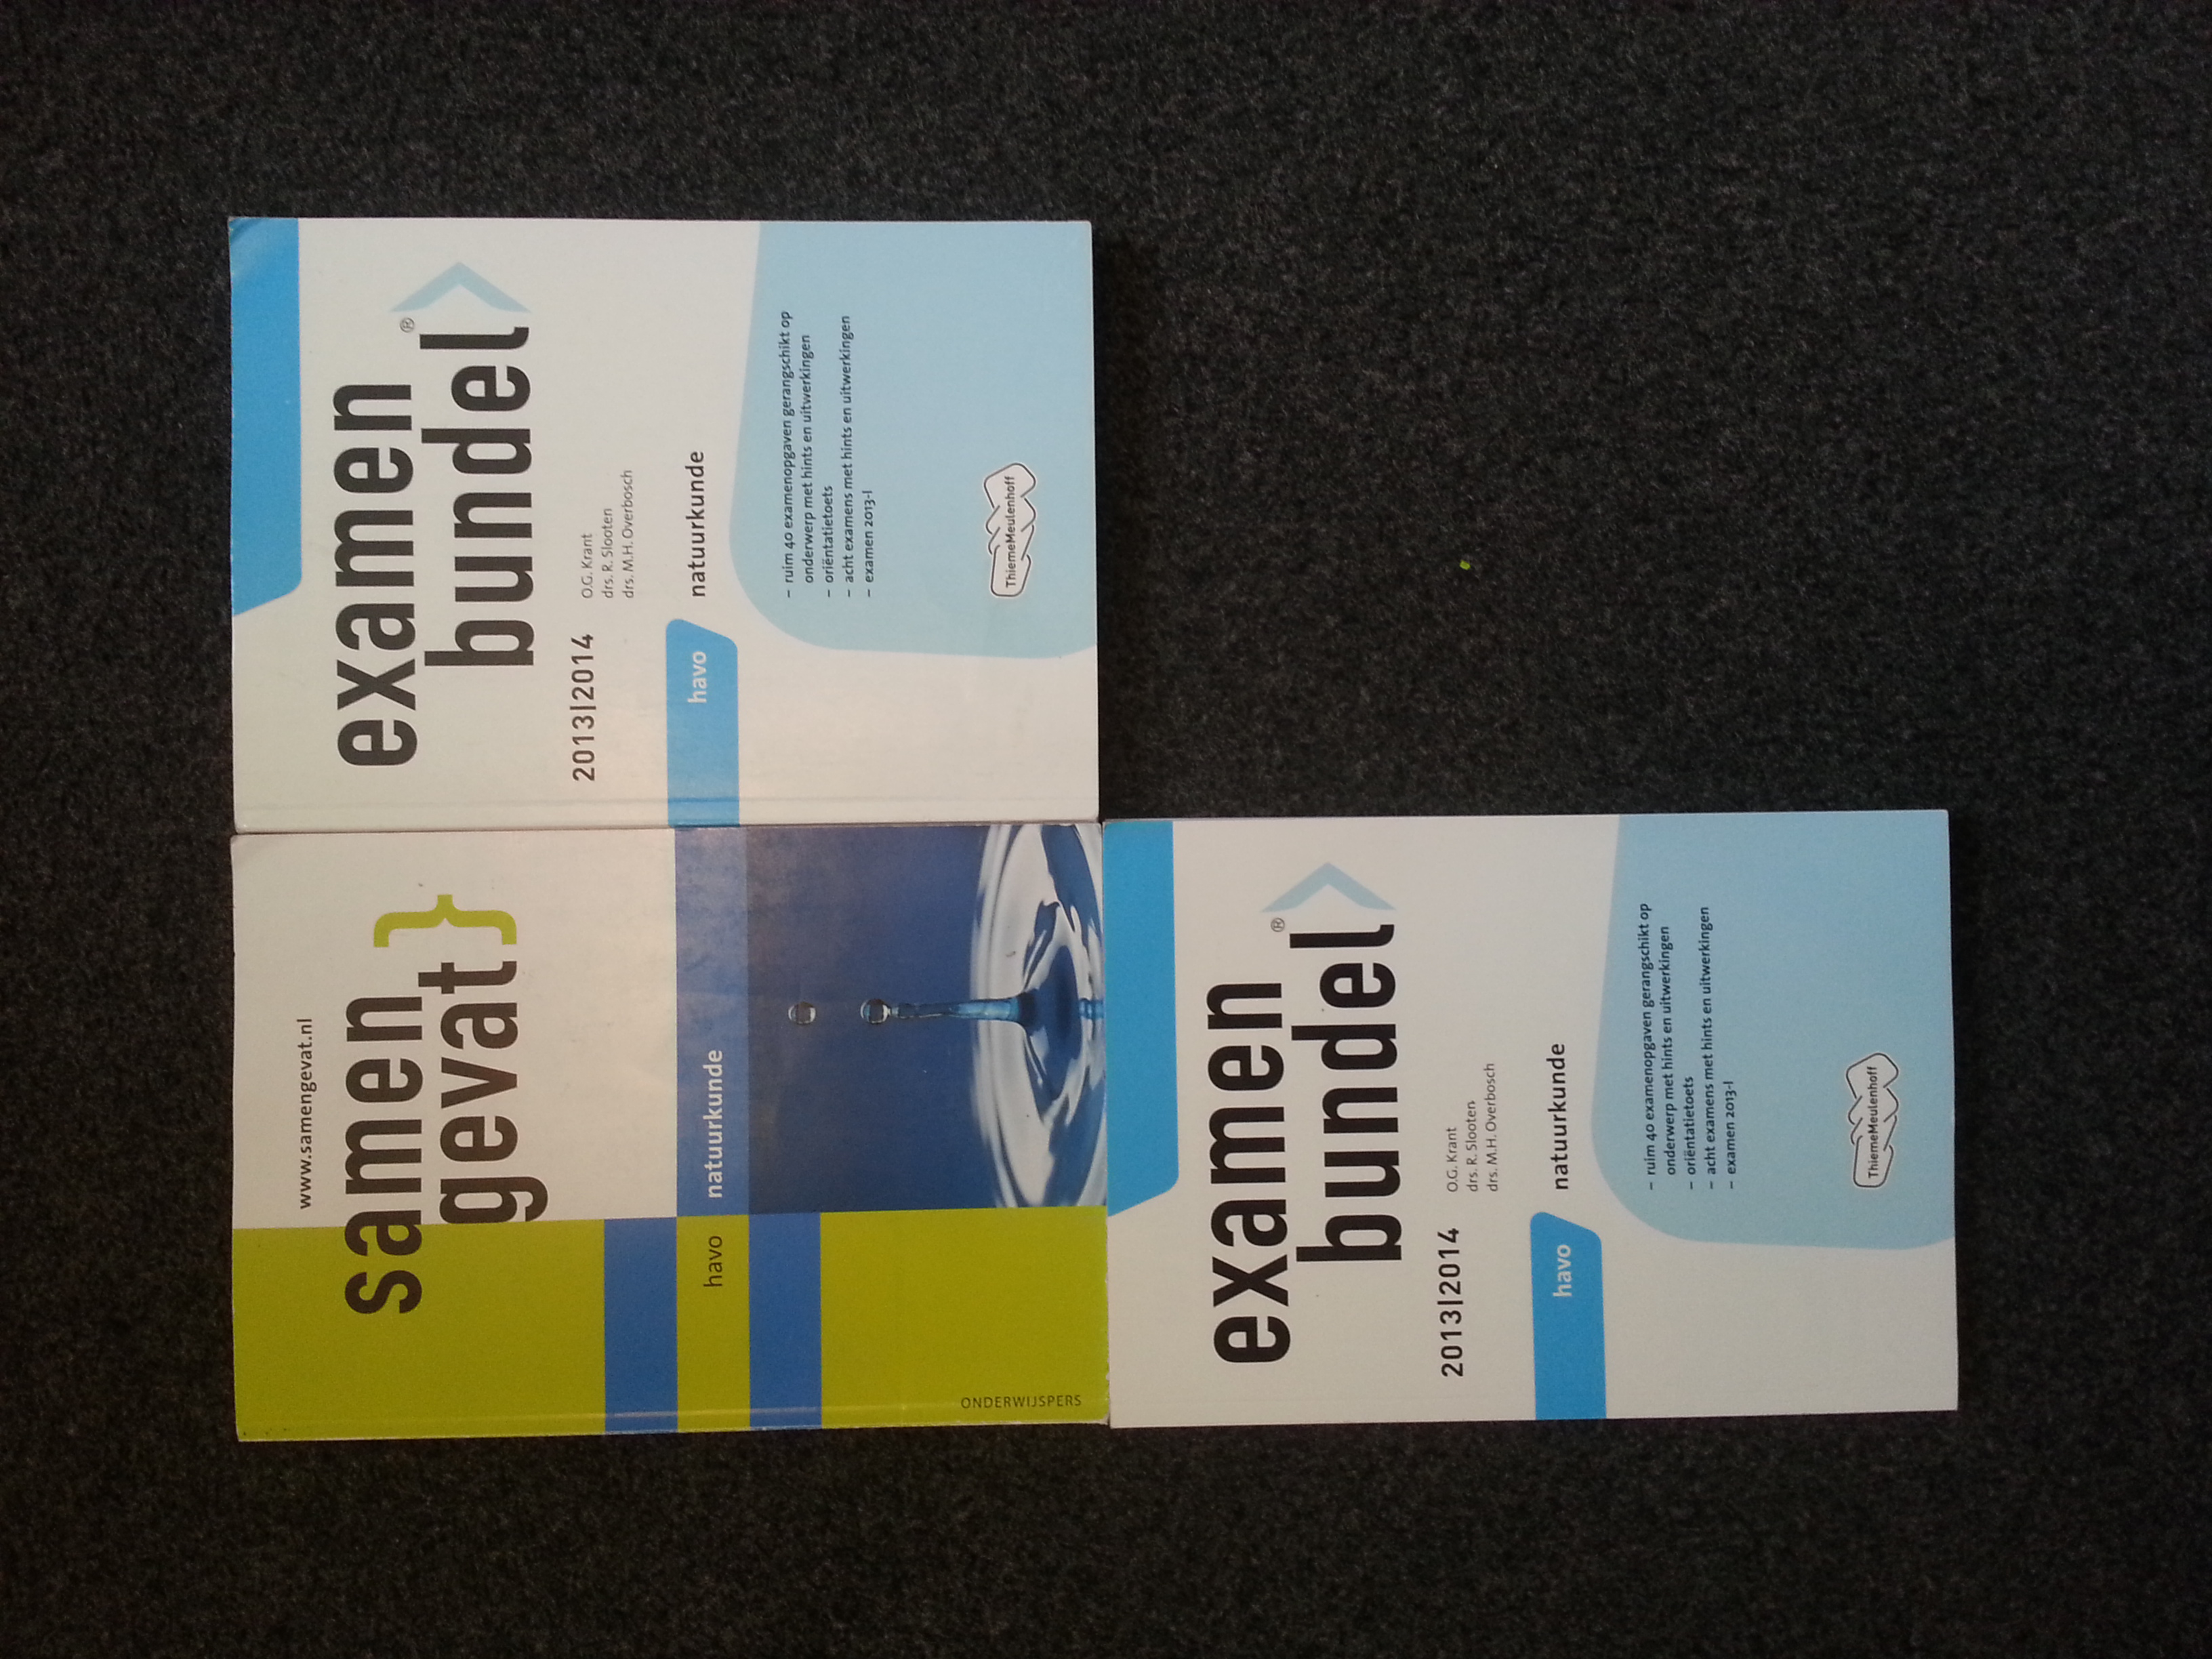 www.samengevat.nl
samen
gevat}
havo
natuurkunde
ONDERWIJSPERS
examen
bundel®
2013|2014
O.G. Krant
drs. R. Slooten
drs. M.H. Overbosch
havo
natuurkunde
– ruim 40 examenopgaven gerangschikt op
onderwerp met hints en uitwerkingen
– oriëntatietoets
– acht examens met hints en uitwerkingen
– examen 2013-I
ThiemeMeulenhoff
examen
bundel®
2013|2014
O.G. Krant
drs. R. Slooten
drs. M.H. Overbosch
havo
natuurkunde
– ruim 40 examenopgaven gerangschikt op
onderwerp met hints en uitwerkingen
– oriëntatietoets
– acht examens met hints en uitwerkingen
– examen 2013-I
ThiemeMeulenhoff